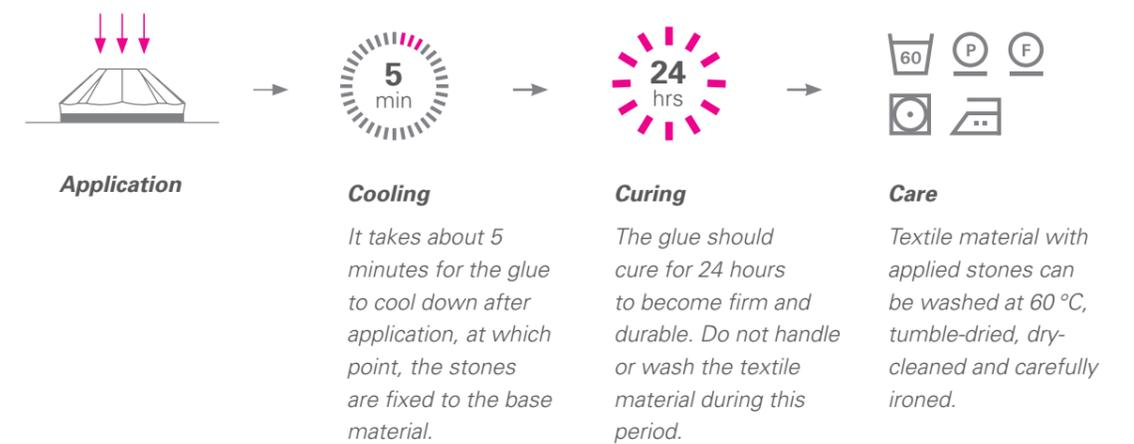 5
min
24
hrs
60
P
F
Application
Cooling
It takes about 5
minutes for the glue
to cool down after
application, at which
point, the stones
are fixed to the base
material.
Curing
The glue should
cure for 24 hours
to become firm and
durable. Do not handle
or wash the textile
material during this
period.
Care
Textile material with
applied stones can
be washed at 60 °C,
tumble-dried, dry-
cleaned and carefully
ironed.